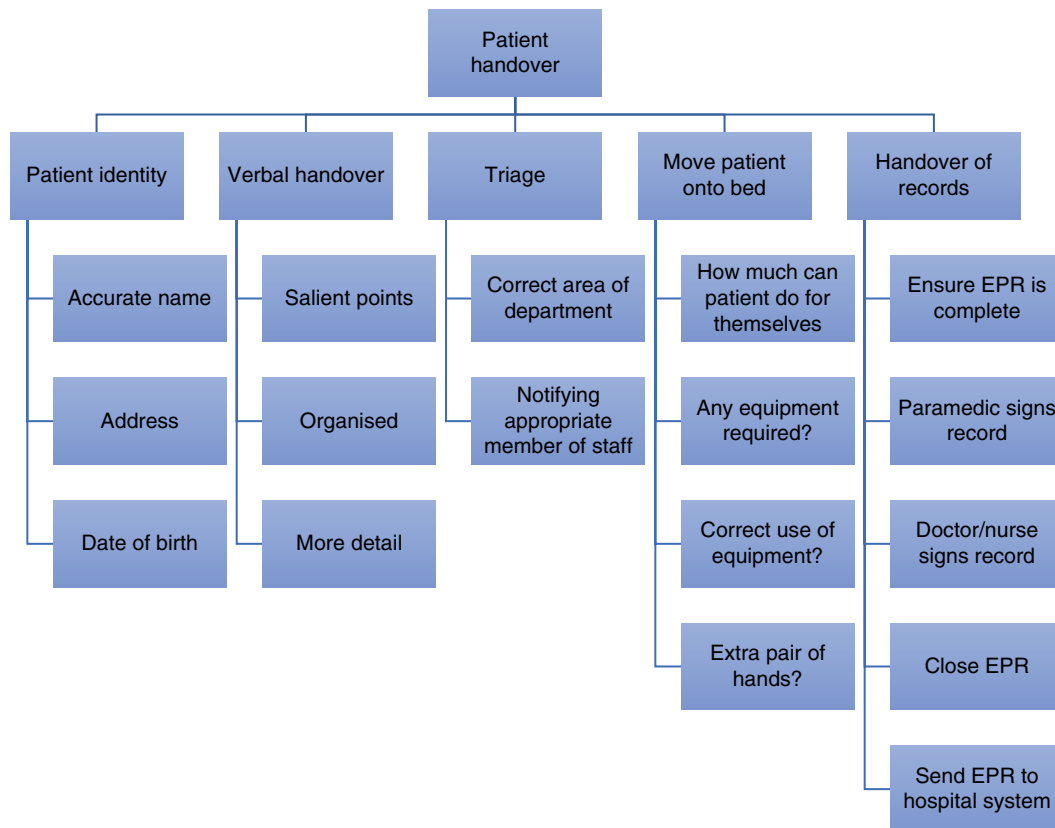 Patient
handover
Patient identity
Accurate name
Address
Date of birth
Verbal handover
Salient points
Organised
More detail
Triage
Correct area of
department
Notifying
appropriate
member of staff
Move patient
onto bed
How much can
patient do for
themselves
Any equipment
required?
Correct use of
equipment?
Extra pair of
hands?
Handover of
records
Ensure EPR is
complete
Paramedic signs
record
Doctor/nurse
signs record
Close EPR
Send EPR to
hospital system